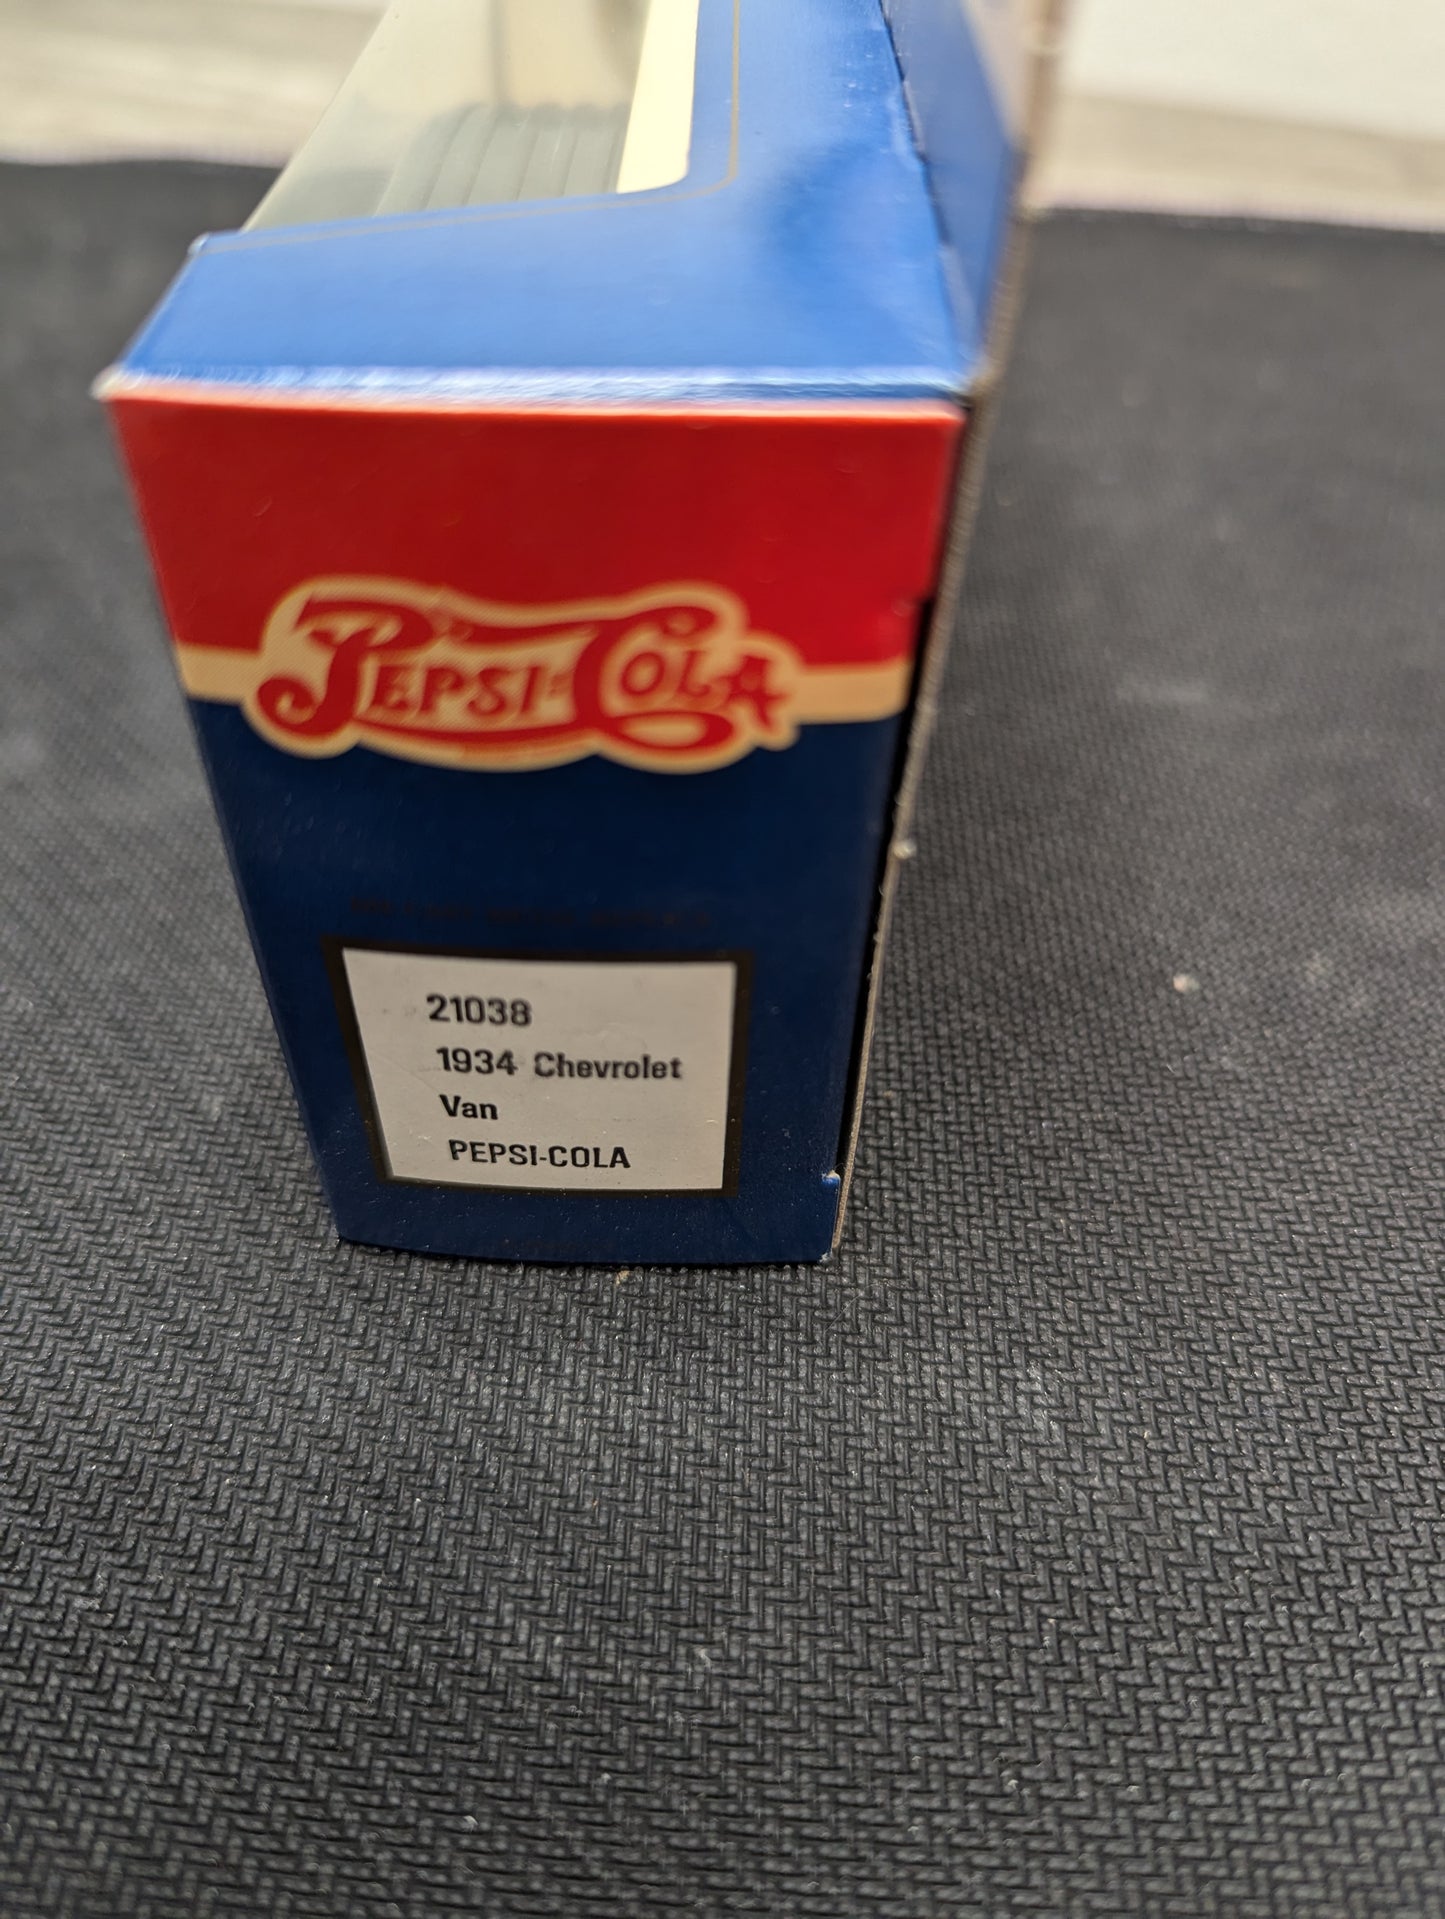 PEPSI-COLA
21038
1934 Chevrolet
Van
PEPSI-COLA